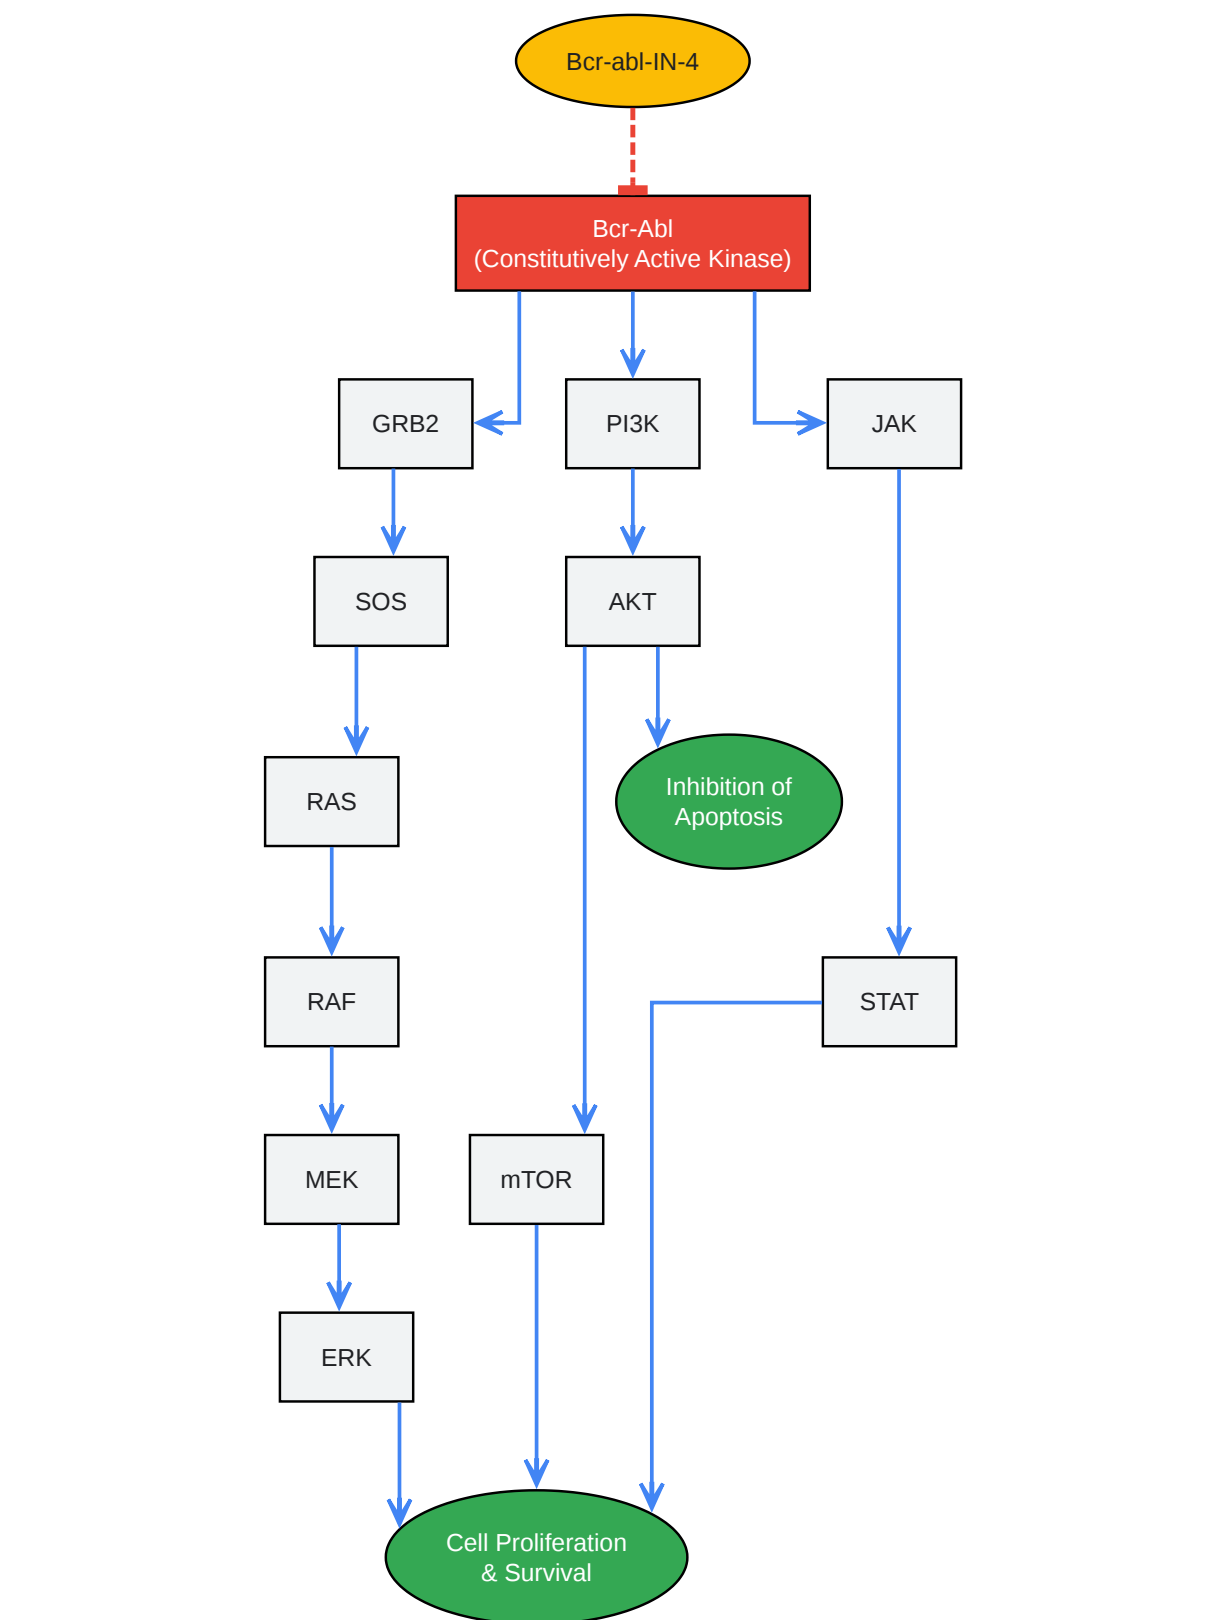 Bcr-abl-IN-4
Bcr-Abl
(Constitutively Active Kinase)
GRB2
PI3K
JAK
SOS
AKT
Inhibition of
Apoptosis
RAS
RAF
STAT
MEK
mTOR
ERK
Cell Proliferation
& Survival